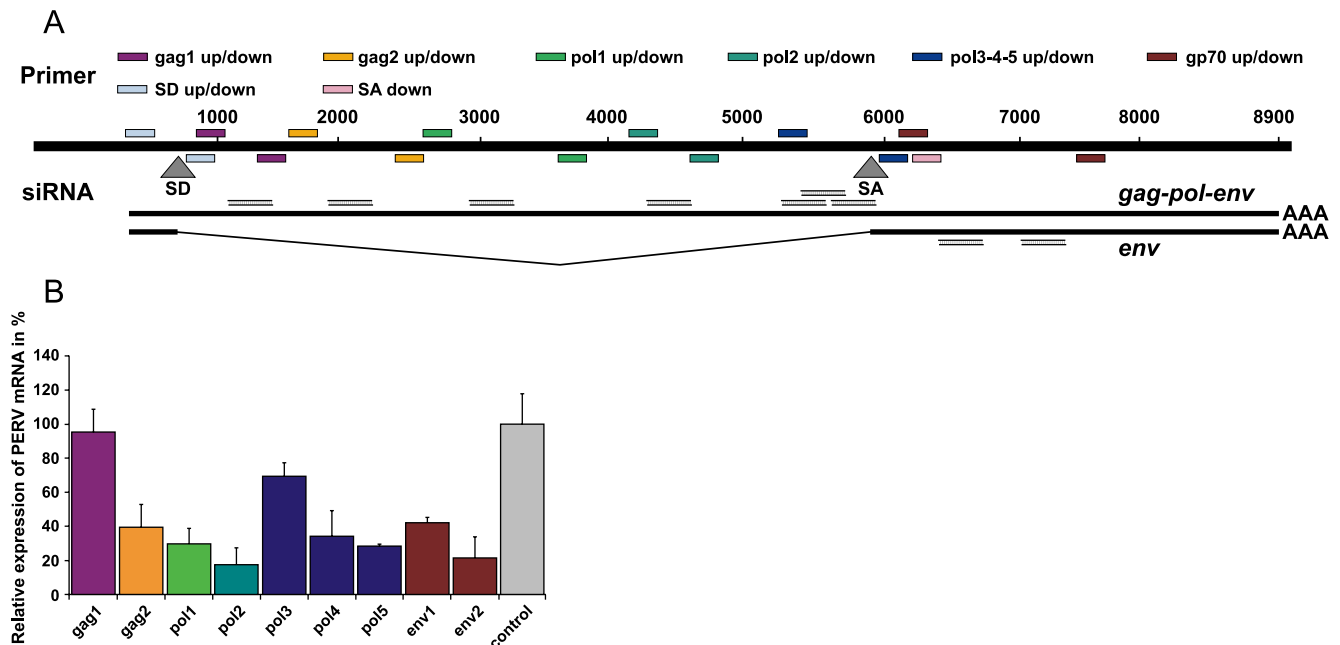 A
Primer
gag1 up/down gag2 up/down pol1 up/down pol2 up/down pol3-4-5 up/down gp70 up/down
SD up/down SA down
1000 2000 3000 4000 5000 6000 7000 8000 8900
SD SA
siRNA
gag-pol-env
AAA
AAA
env
B
Relative expression of PERV mRNA in %
140
120
100
80
60
40
20
0
gag1 gag2 pol1 pol2 pol3 pol4 pol5 env1 env2 control